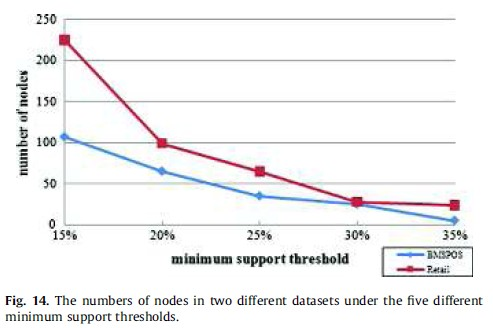 250
200
150
100
50
0
number of nodes
15% 20% 25% 30% 35%
minimum support threshold
BMSPOS
Retail
Fig. 14. The numbers of nodes in two different datasets under the five different
minimum support thresholds.